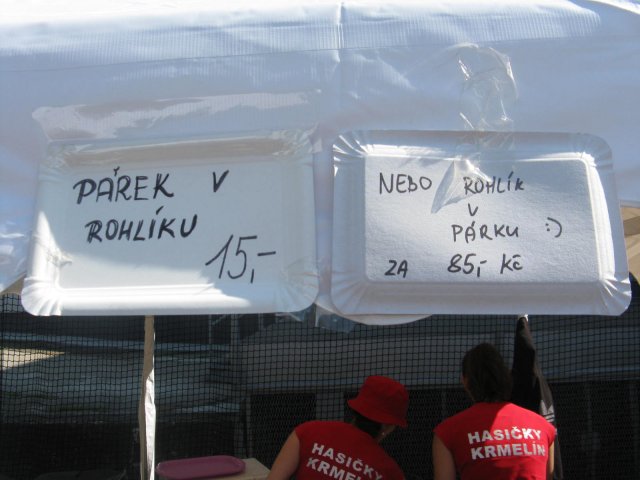 PÁREK V
ROHLÍKU
15,-
NEBO ROHLÍK
V
PÁRKU :)
ZA 85,- KČ
HASIČKY
KRMELÍN
HASIČKY
KRMELÍN